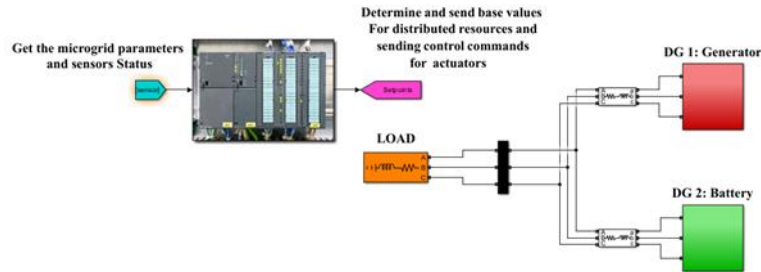 Get the microgrid parameters
and sensors Status
[sensor]
Determine and send base values
For distributed resources and
sending control commands
for actuators
Setpoints
DG 1: Generator
LOAD
A
B
C
DG 2: Battery